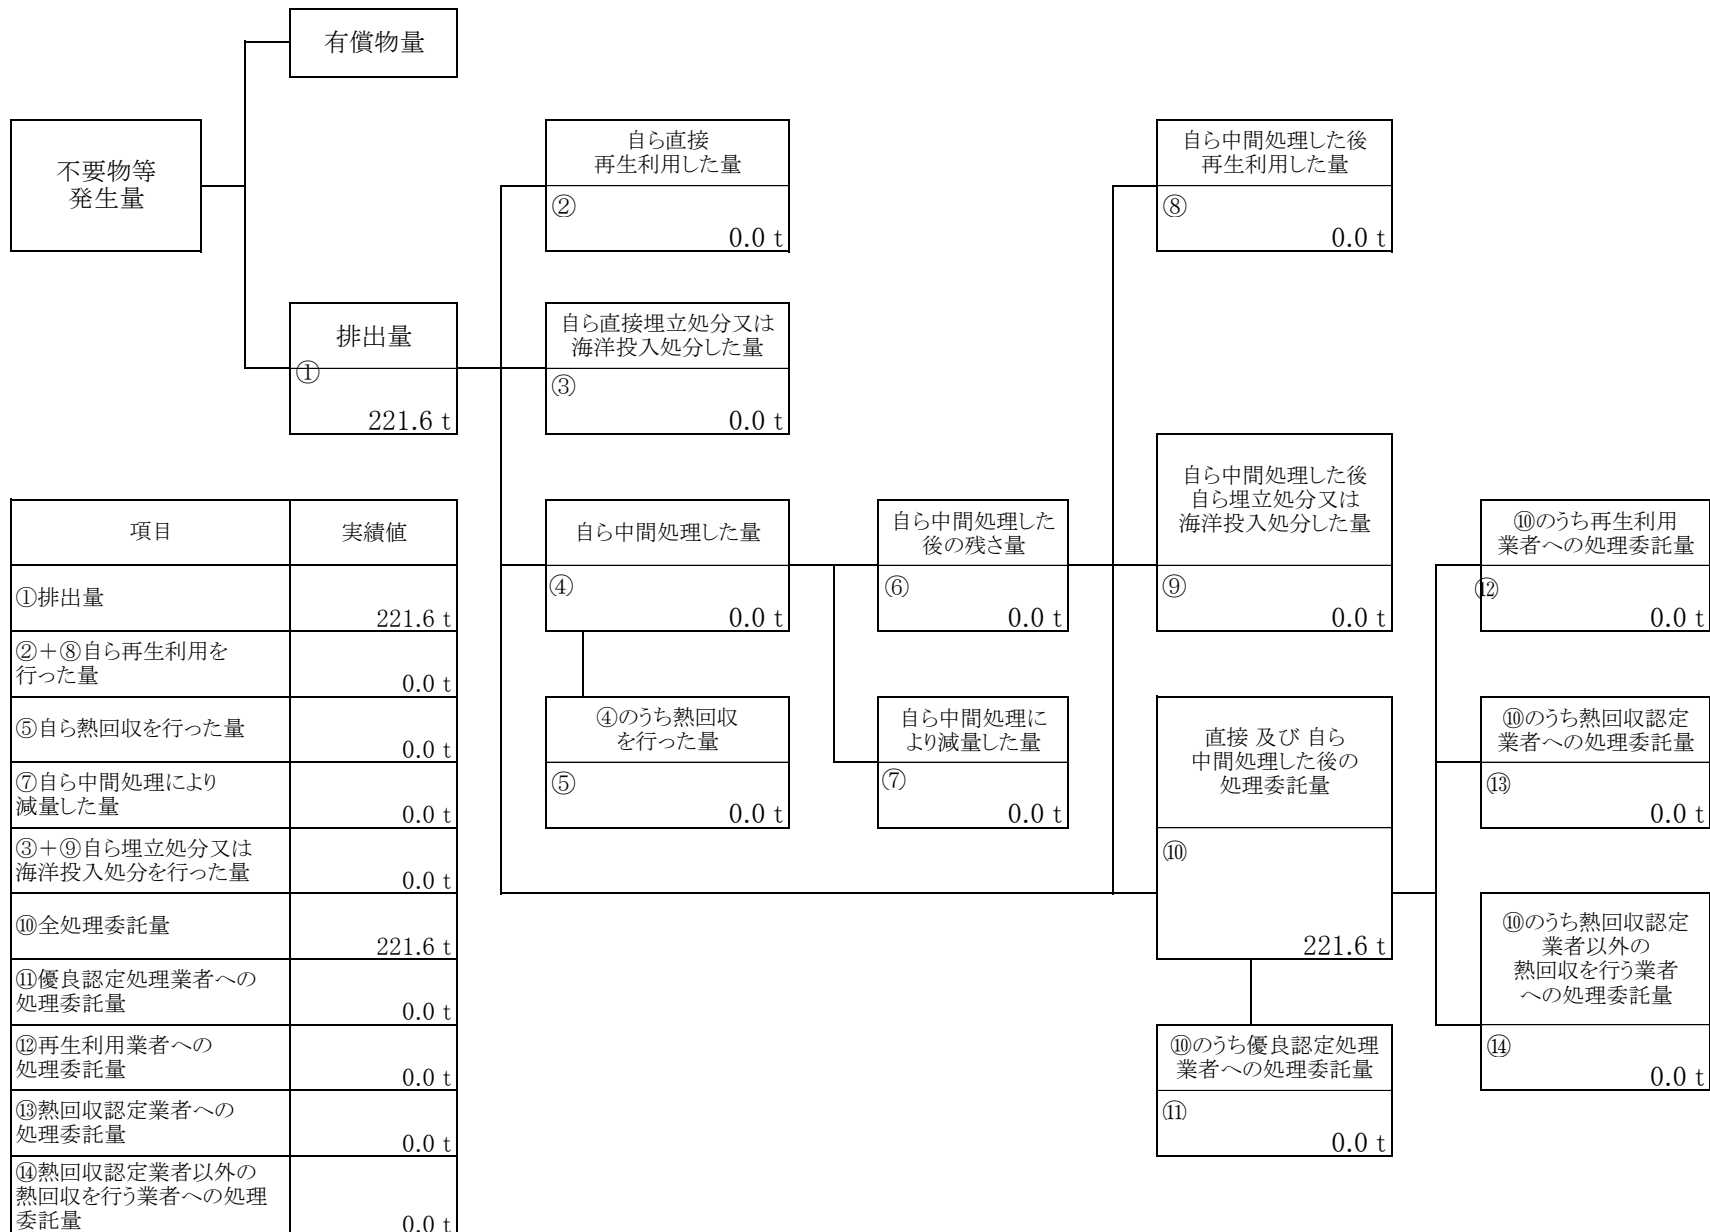 有償物量
不要物等
発生量
自ら直接
再生利用した量
②
0.0 t
自ら中間処理した後
再生利用した量
⑧
0.0 t
排出量
①
221.6 t
自ら直接埋立処分又は
海洋投入処分した量
③
0.0 t
自ら中間処理した量
④
0.0 t
自ら中間処理した
後の残さ量
⑥
0.0 t
自ら中間処理した後
自ら埋立処分又は
海洋投入処分した量
⑨
0.0 t
⑩のうち再生利用
業者への処理委託量
⑫
0.0 t
④のうち熱回収
を行った量
⑤
0.0 t
自ら中間処理に
より減量した量
⑦
0.0 t
直接 及び 自ら
中間処理した後の
処理委託量
⑩
221.6 t
⑩のうち熱回収認定
業者への処理委託量
⑬
0.0 t
⑩のうち熱回収認定
業者以外の
熱回収を行う業者
への処理委託量
⑭
0.0 t
⑩のうち優良認定処理
業者への処理委託量
⑪
0.0 t
項目 実績値
①排出量
221.6 t
②+⑧自ら再生利用を
行った量
0.0 t
⑤自ら熱回収を行った量
0.0 t
⑦自ら中間処理により
減量した量
0.0 t
③+⑨自ら埋立処分又は
海洋投入処分を行った量
0.0 t
⑩全処理委託量
221.6 t
⑪優良認定処理業者への
処理委託量
0.0 t
⑫再生利用業者への
処理委託量
0.0 t
⑬熱回収認定業者への
処理委託量
0.0 t
⑭熱回収認定業者以外の
熱回収を行う業者への処理
委託量
0.0 t